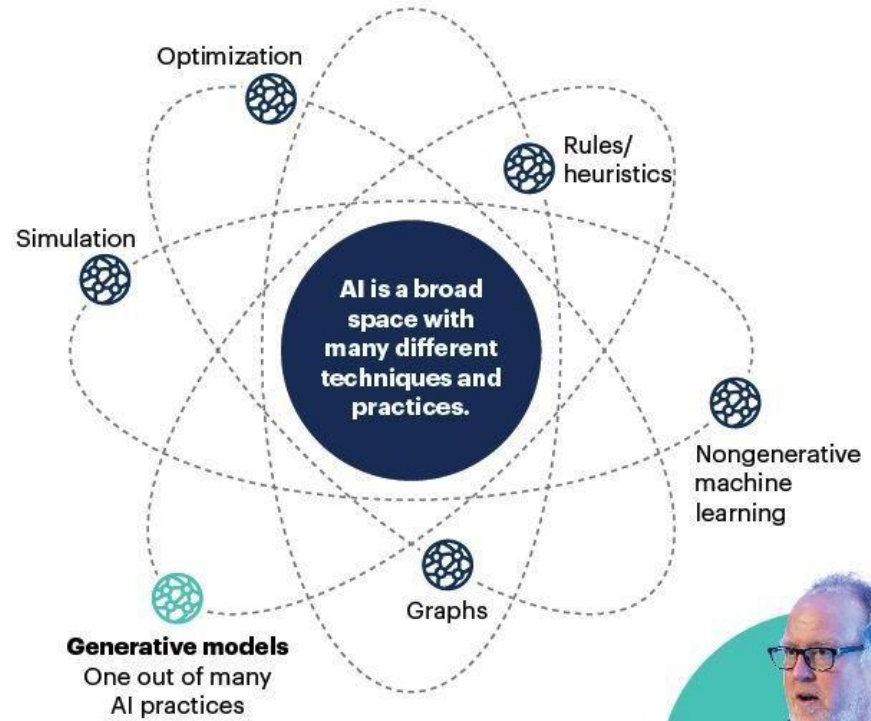 Optimization
Rules/
heuristics
Simulation
AI is a broad
space with
many different
techniques and
practices.
Nongenerative
machine
learning
Graphs
Generative models
One out of many
AI practices